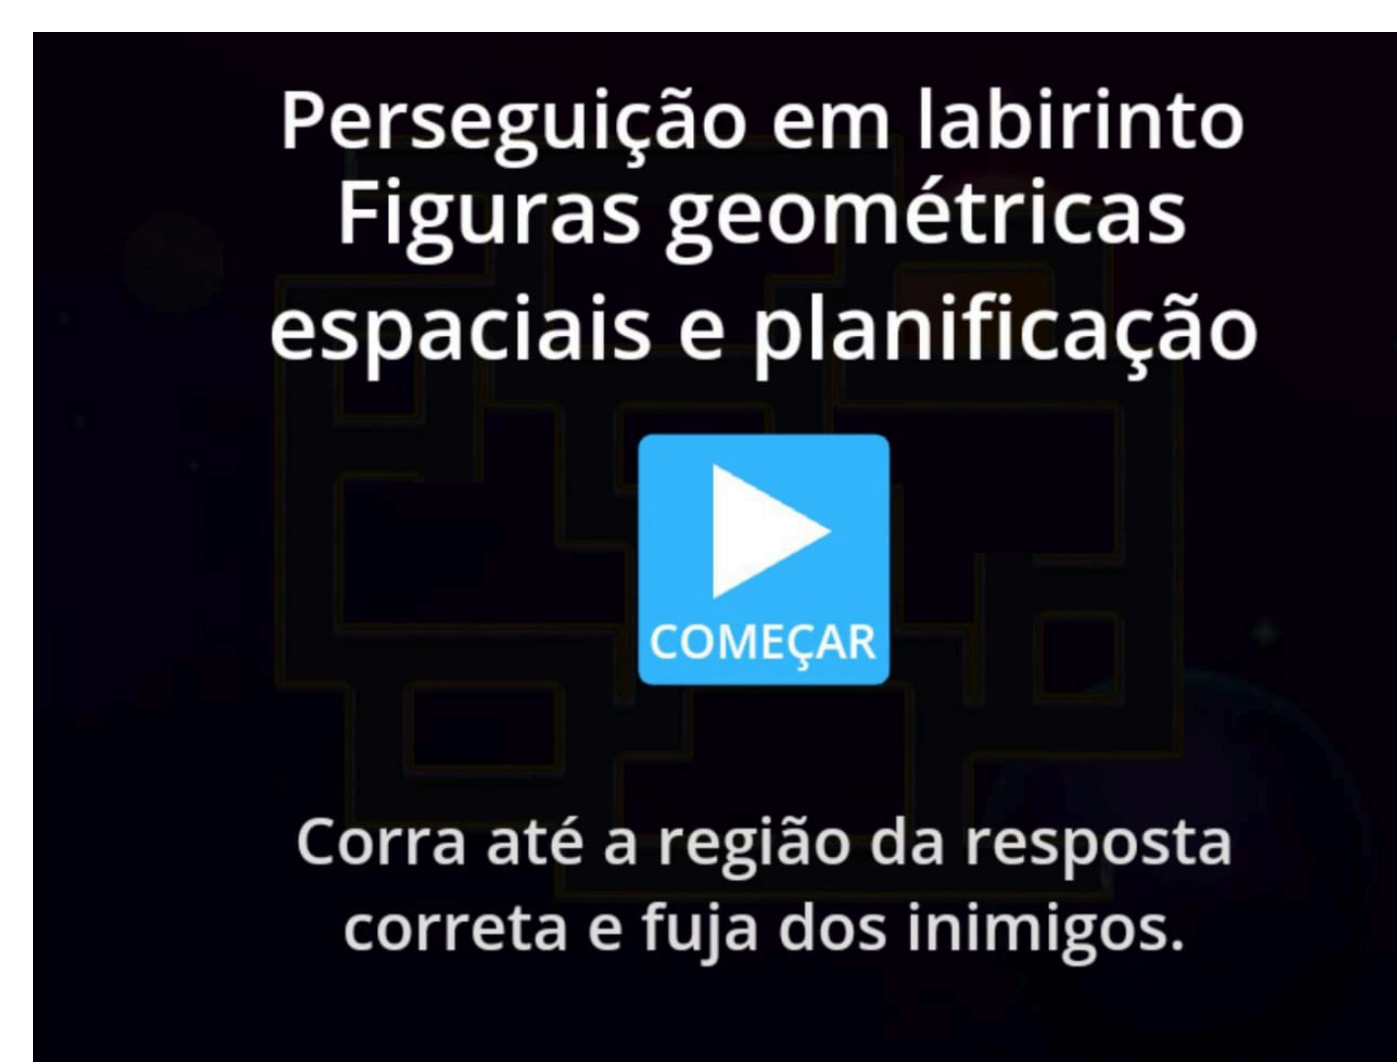 Perseguição em labirinto
Figuras geométricas
espaciais e planificação
COMEÇAR
Corra até a região da resposta
correta e fuja dos inimigos.